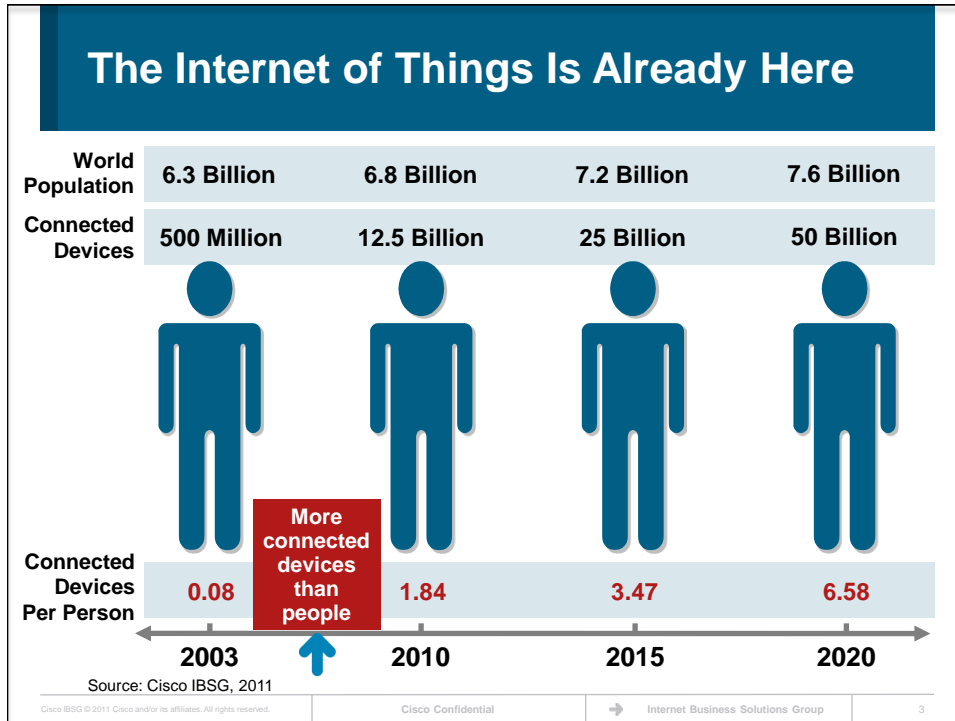 The Internet of Things Is Already Here
World
Population
6.3 Billion
6.8 Billion
7.2 Billion
7.6 Billion
Connected
Devices
500 Million
12.5 Billion
25 Billion
50 Billion
More
connected
devices
than
people
Connected
Devices
Per Person
0.08
1.84
3.47
6.58
2003
2010
2015
2020
Source: Cisco IBSG, 2011
Cisco IBSG © 2011 Cisco and/or its affiliates. All rights reserved.
Cisco Confidential
Internet Business Solutions Group
3